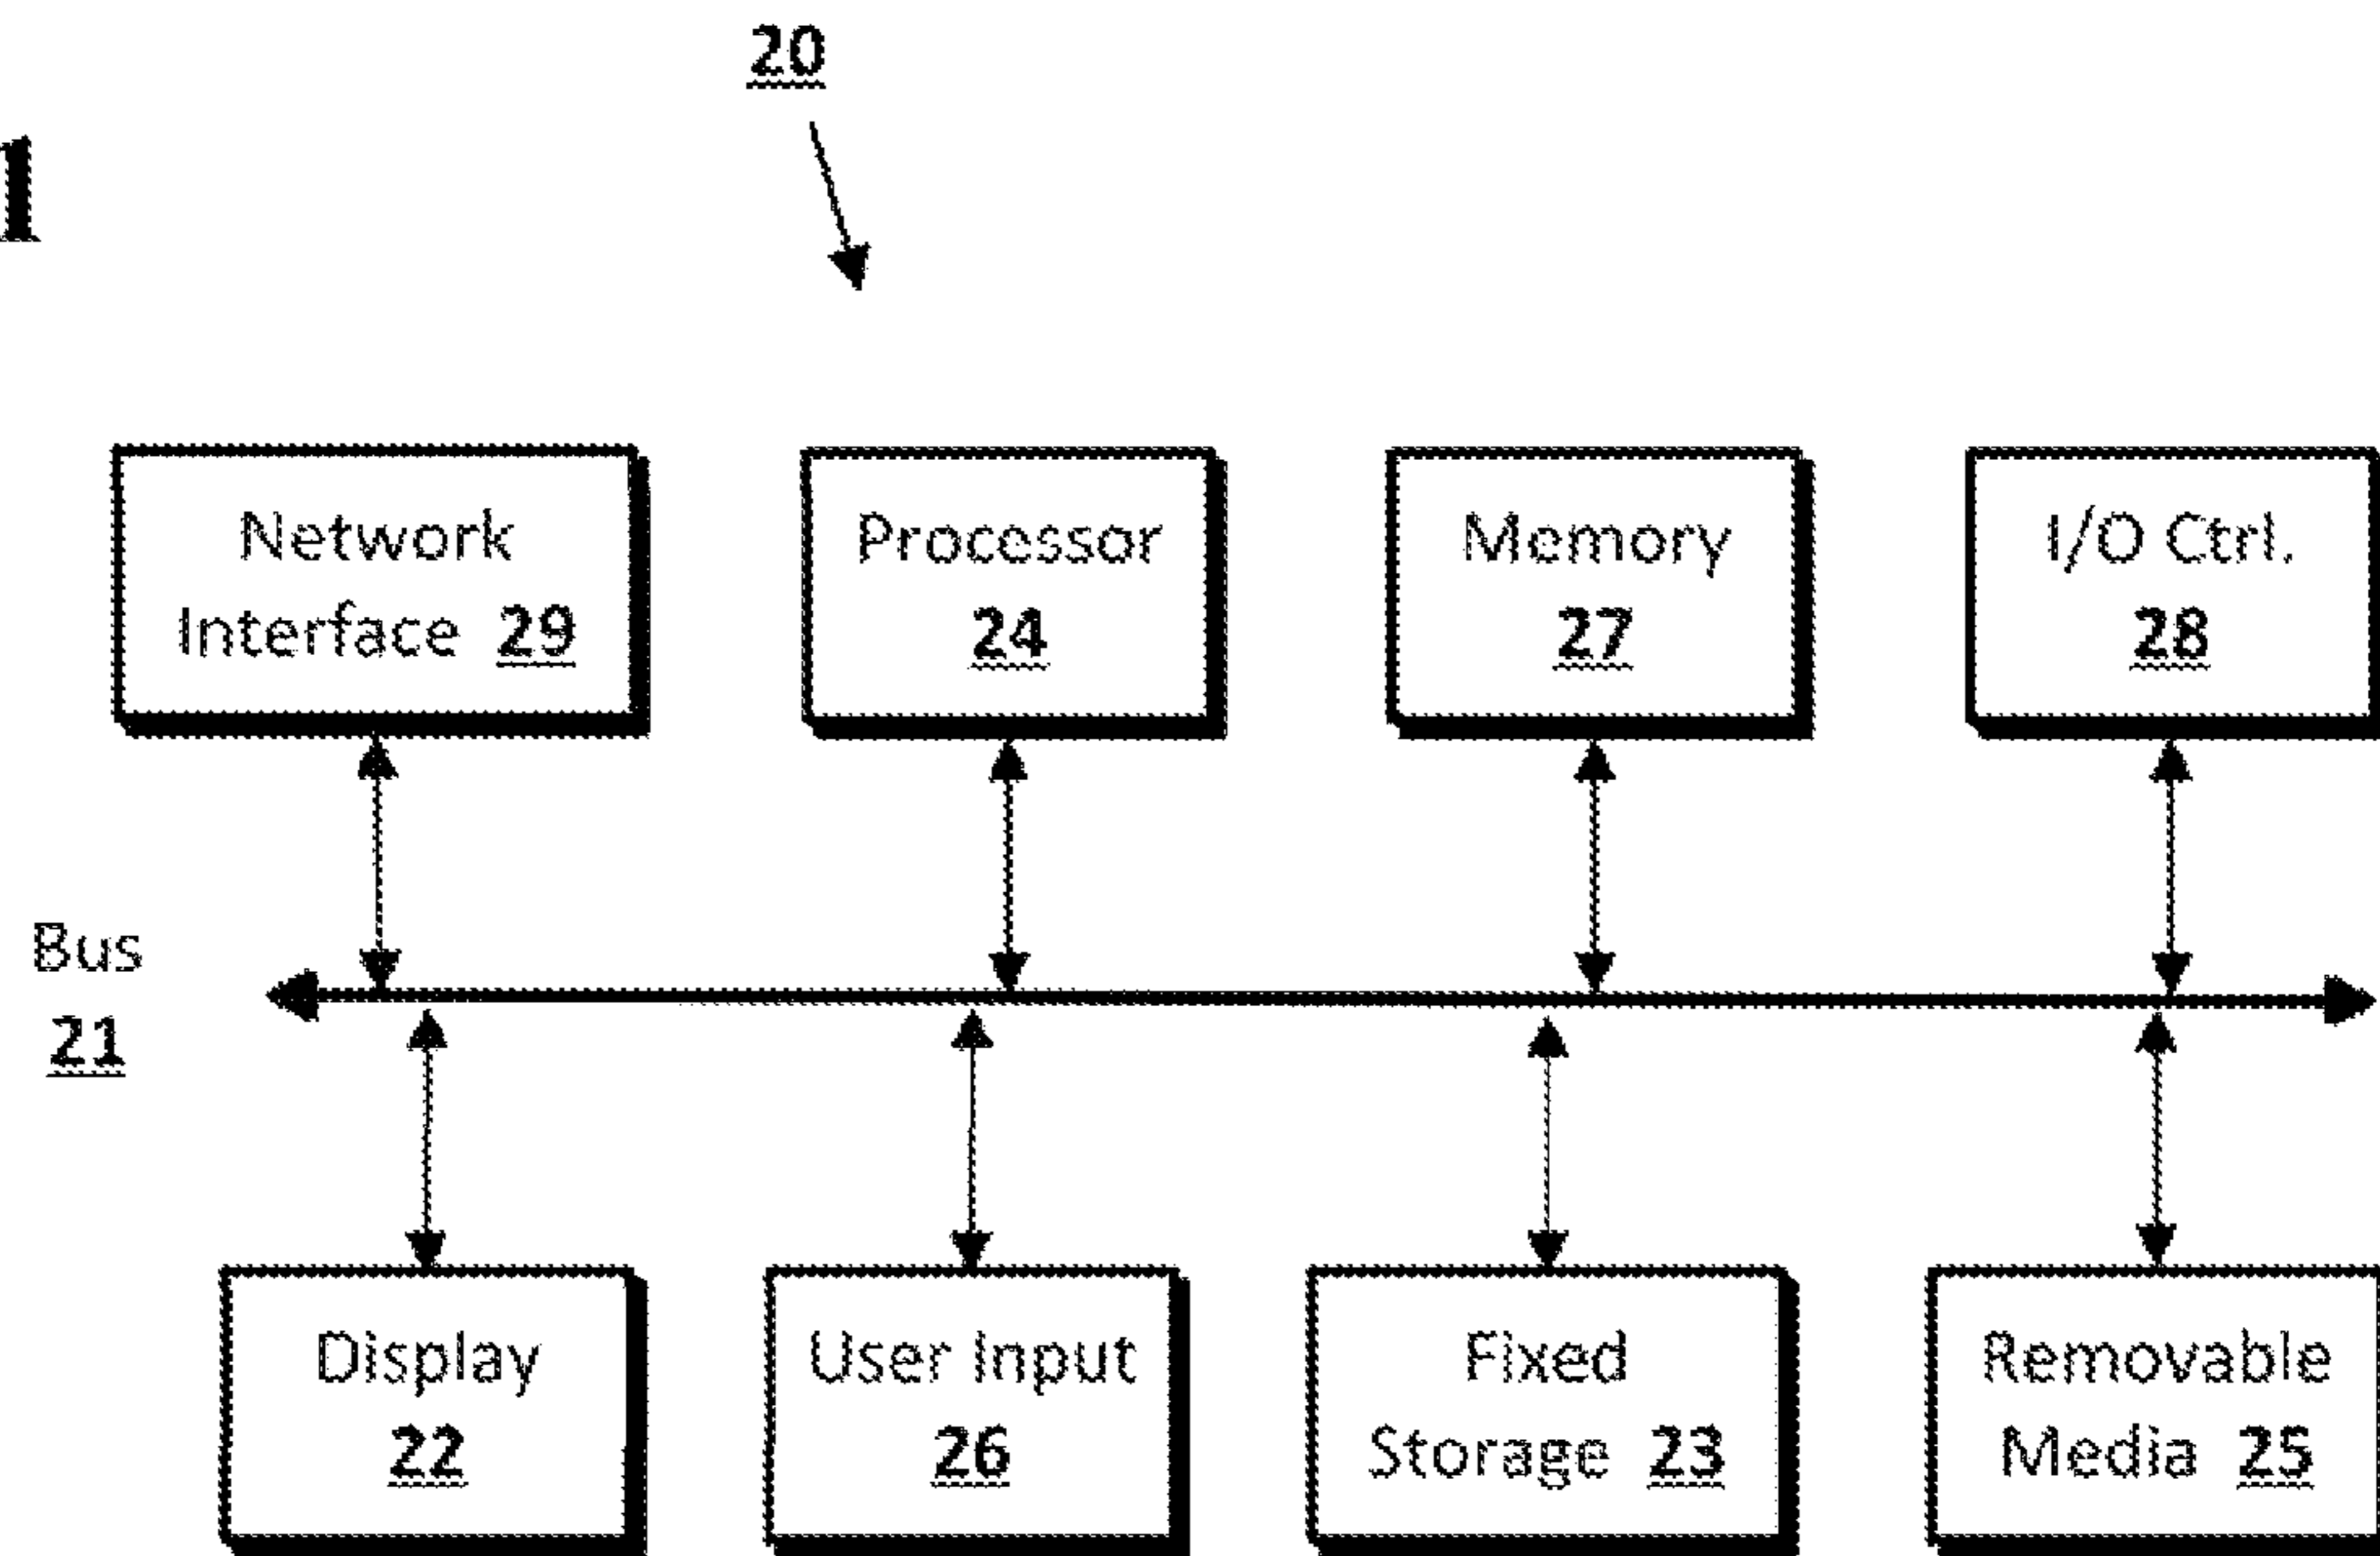 20
1
Network
Interface 29
Processor
24
Memory
27
I/O Ctrl.
28
Bus
21
Display
22
User Input
26
Fixed
Storage 23
Removable
Media 25